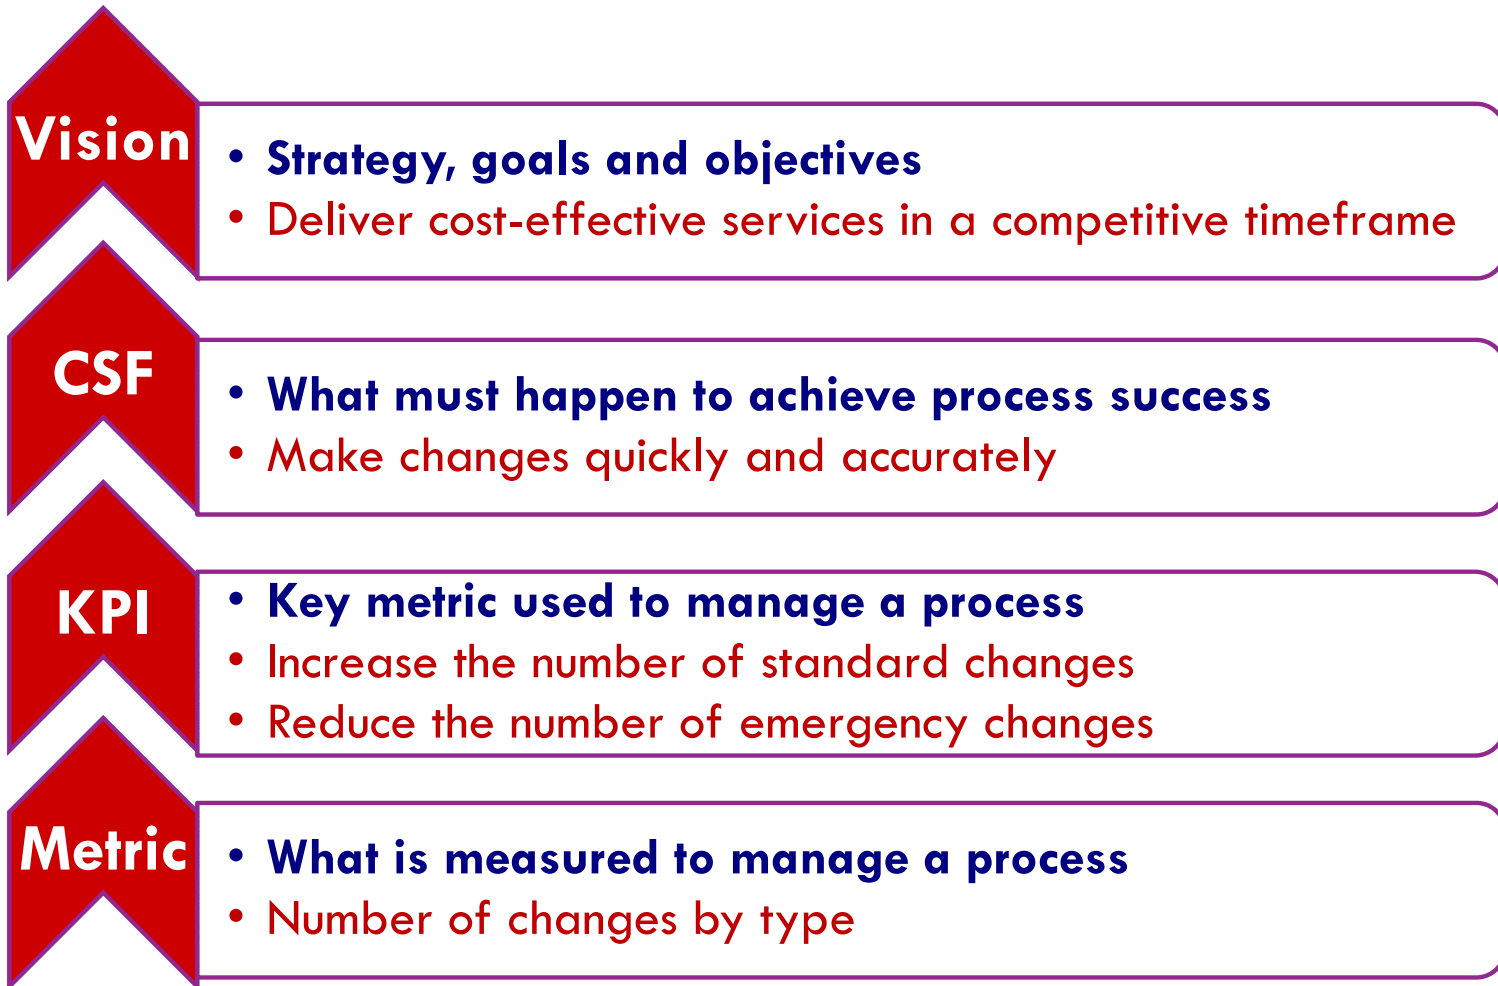 Vision
• Strategy, goals and objectives
• Deliver cost-effective services in a competitive timeframe
CSF
• What must happen to achieve process success
• Make changes quickly and accurately
KPI
• Key metric used to manage a process
• Increase the number of standard changes
• Reduce the number of emergency changes
Metric
• What is measured to manage a process
• Number of changes by type